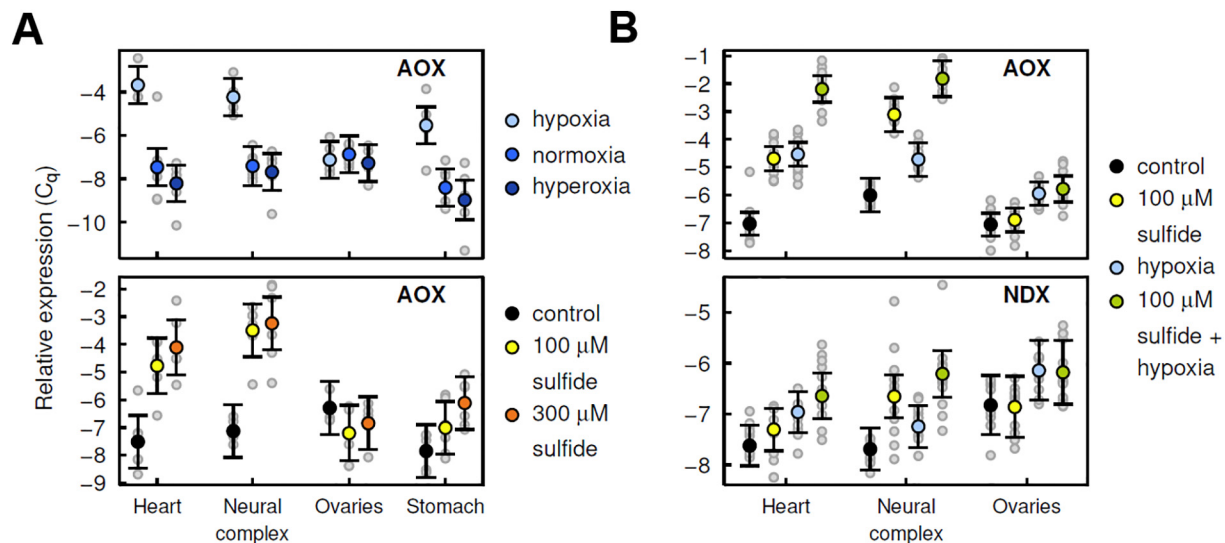 A
B
Relative expression (Cq)
AOX
−4
−6
−8
−10
hypoxia
normoxia
hyperoxia
AOX
−2
−3
−4
−5
−6
−7
−8
−9
control
100 μM
sulfide
300 μM
sulfide
Heart
Neural
complex
Ovaries
Stomach
AOX
−1
−2
−3
−4
−5
−6
−7
−8
NDX
−5
−6
−7
−8
control
100 μM
sulfide
hypoxia
100 μM
sulfide +
hypoxia
Heart
Neural
complex
Ovaries